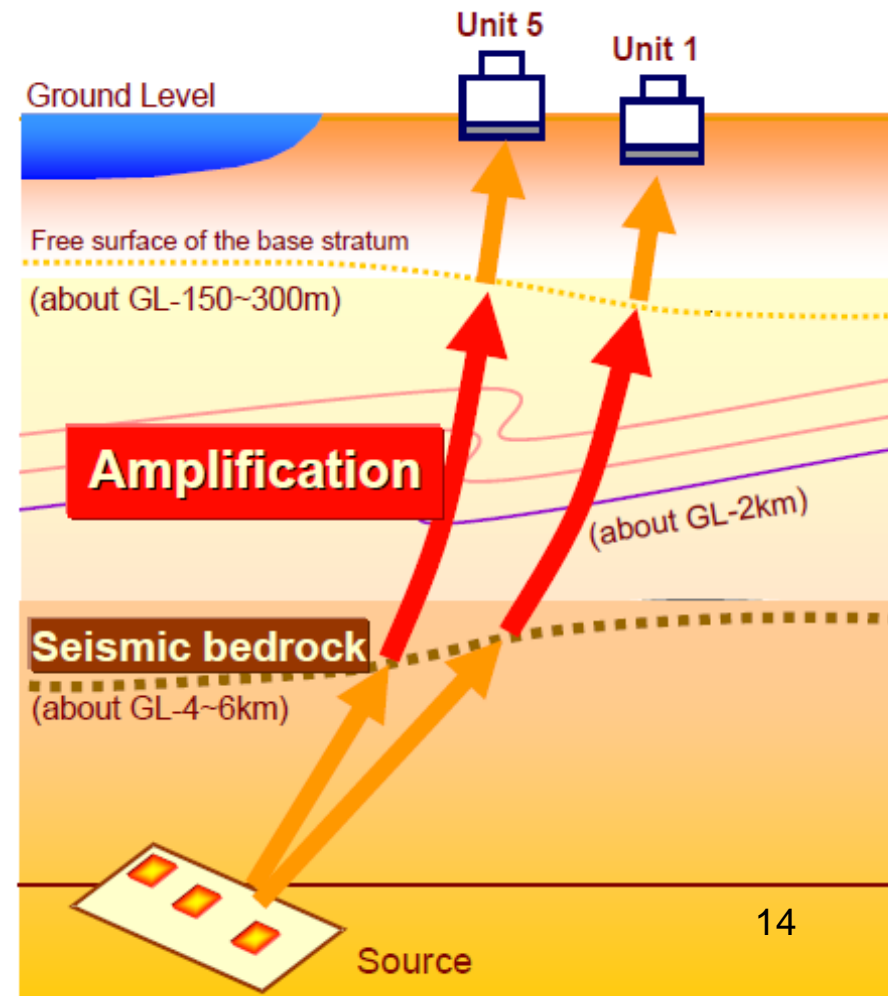 Unit 5
Unit 1
Ground Level
Free surface of the base stratum
(about GL-150~300m)
Amplification
(about GL-2km)
Seismic bedrock
(about GL-4~6km)
14
Source